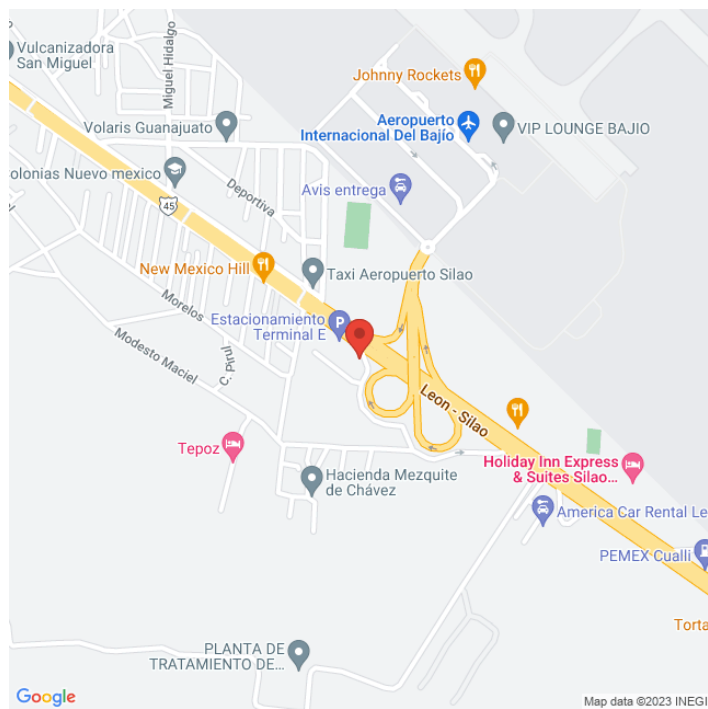 Vulcanizadora
San Miguel
Miguel Hidalgo
Johnny Rockets
Volaris Guanajuato
Aeropuerto
Internacional Del Bajío
VIP LOUNGE BAJIO
olonias Nuevo mexico
Deportiva
Avis entrega
45
New Mexico Hill
Taxi Aeropuerto Silao
Morelos
Estacionamiento
Terminal E
P
Modesto Maciel
C. Pirul
Leon - Silao
Tepoz
Holiday Inn Express
& Suites Silao...
Hacienda Mezquite
de Chávez
America Car Rental Le
PEMEX Cualli
Torta
PLANTA DE
TRATAMIENTO DE...
Google
Map data ©2023 INEGI